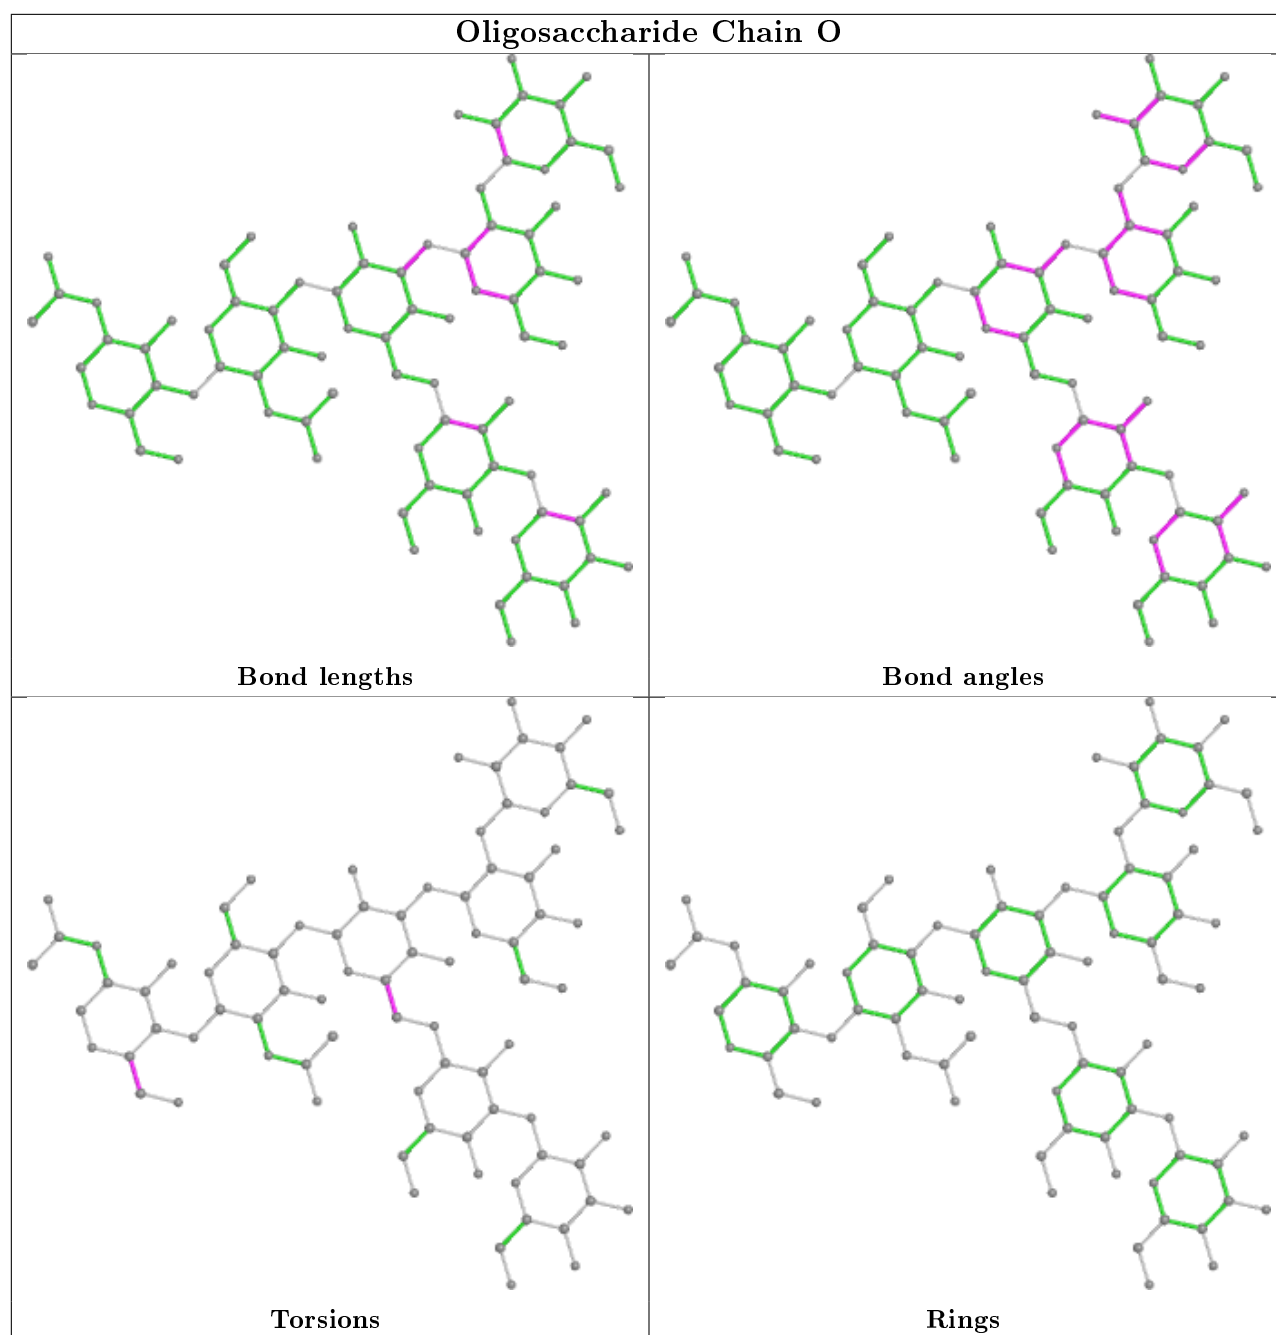 Oligosaccharide Chain O
Bond lengths
Bond angles
Torsions
Rings